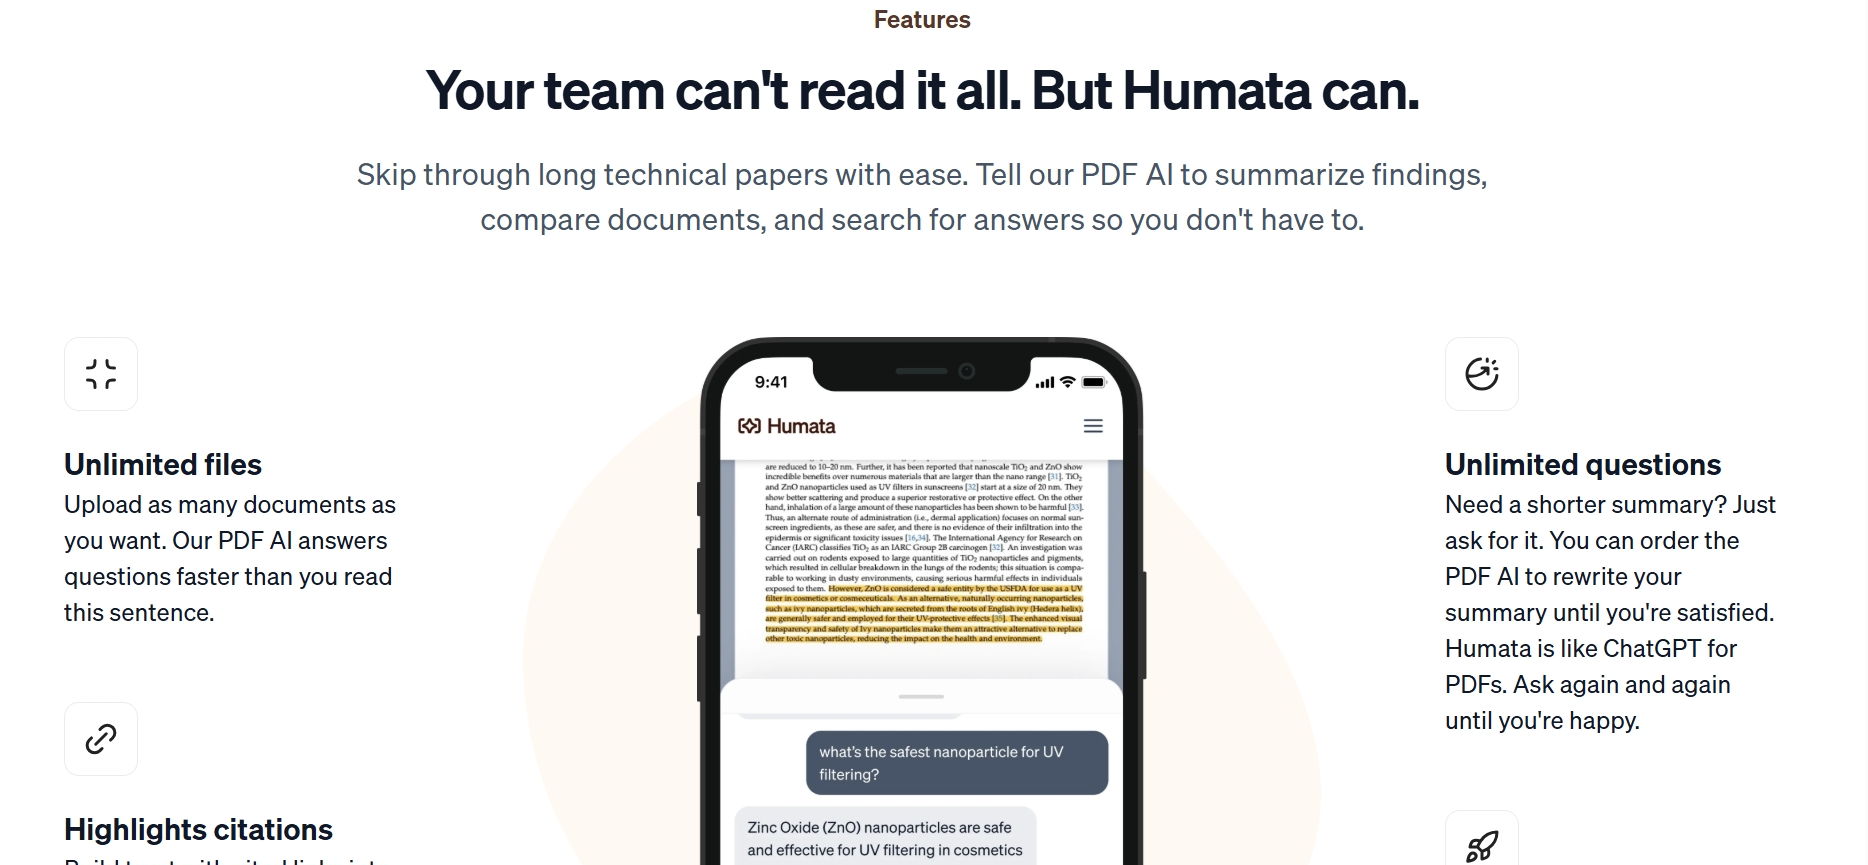 Features
Your team can't read it all. But Humata can.
Skip through long technical papers with ease. Tell our PDF AI to summarize findings,
compare documents, and search for answers so you don't have to.
Unlimited files
Upload as many documents as
you want. Our PDF AI answers
questions faster than you read
this sentence.
Highlights citations
9:41
Humata
are reduced to 10–20 nm. Further, it has been reported that nanoscale TiO₂ and ZnO show
incredible benefits over numerous materials that are larger than the nano range [31]. TiO₂
and ZnO nanoparticles used as UV filters in sunscreens [32] start at a size of 20 nm. They
show better scattering and produce a superior restorative or protective effect. On the other
hand, inhalation of a large amount of these nanoparticles has been shown to be harmful [33].
Thus, an alternate route of administration (i.e., dermal application) focuses on normal sun-
screen ingredients, as these are safer, and there is no evidence of their infiltration into the
epidermis or significant toxicity issues [16,34]. The International Agency for Research on
Cancer (IARC) classifies TiO₂ as an IARC Group 2B carcinogen [32]. An investigation was
carried out on rodents exposed to large quantities of TiO₂ nanoparticles and pigments,
which resulted in cellular breakdown in the lungs of the rodents; this situation is compa-
rable to working in dusty environments, causing serious harmful effects in individuals
exposed to them. However, ZnO is considered a safe entity by the USFDA for use as a UV
filter in cosmetics or cosmeceuticals. As an alternative, naturally occurring nanoparticles,
such as ivy nanoparticles, which are secreted from the roots of English ivy (Hedera helix),
are generally safer and employed for their UV-protective effects [35]. The enhanced visual
transparency and safety of Ivy nanoparticles make them an attractive alternative to replace
other toxic nanoparticles, reducing the impact on the health and environment.
what's the safest nanoparticle for UV
filtering?
Zinc Oxide (ZnO) nanoparticles are safe
and effective for UV filtering in cosmetics
Unlimited questions
Need a shorter summary? Just
ask for it. You can order the
PDF AI to rewrite your
summary until you're satisfied.
Humata is like ChatGPT for
PDFs. Ask again and again
until you're happy.